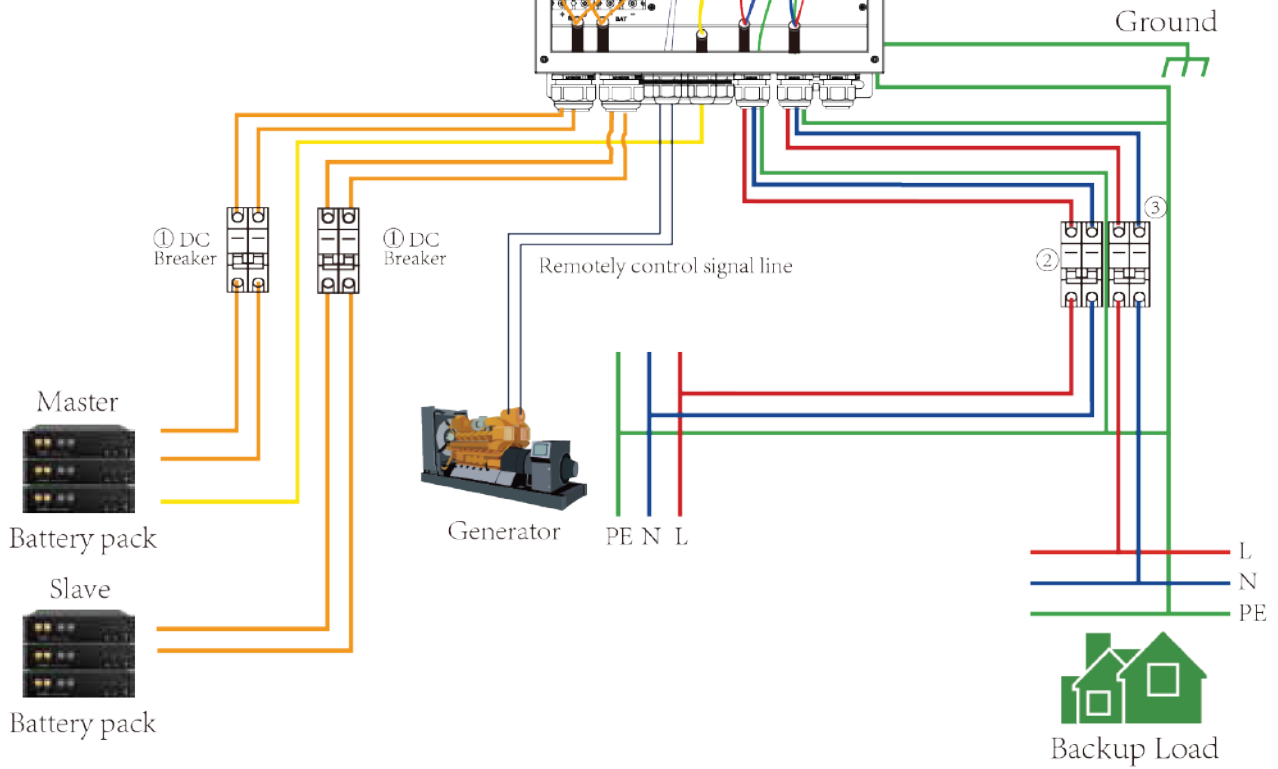 BAT
Ground
① DC
Breaker
① DC
Breaker
③
②
Remotely control signal line
Master
Battery pack
Generator
PE N L
L
N
PE
Slave
Battery pack
Backup Load